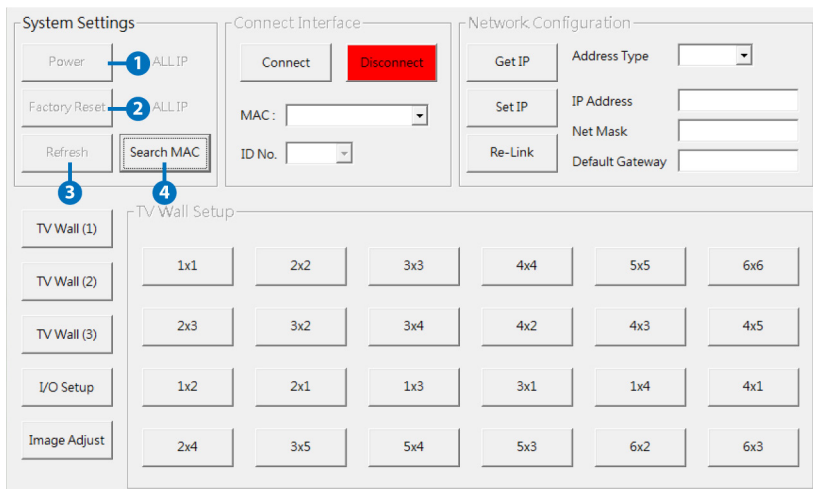 System Settings
Power
1
ALL IP
Factory Reset
2
ALL IP
Refresh
Search MAC
3
4
Connect Interface
Connect
Disconnect
MAC :
ID No.
Network Configuration
Get IP
Address Type
Set IP
IP Address
Net Mask
Re-Link
Default Gateway
TV Wall (1)
TV Wall (2)
TV Wall (3)
I/O Setup
Image Adjust
TV Wall Setup
1x1 2x2 3x3 4x4 5x5 6x6
2x3 3x2 3x4 4x2 4x3 4x5
1x2 2x1 1x3 3x1 1x4 4x1
2x4 3x5 5x4 5x3 6x2 6x3